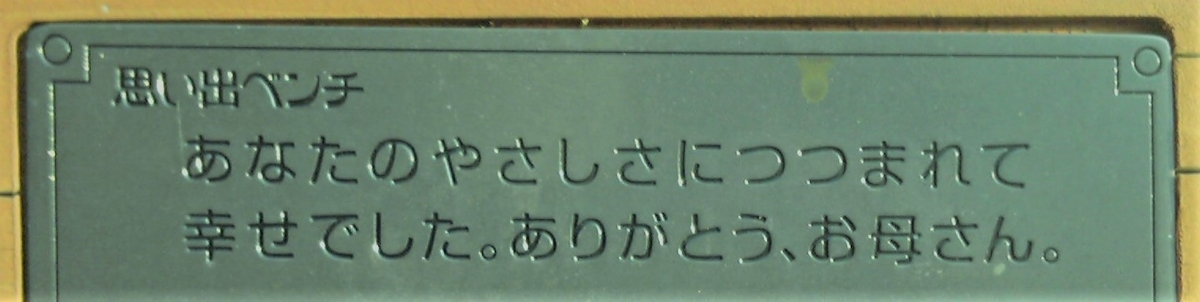 思い出ベンチ
あなたのやさしさにつつまれて
幸せでした。ありがとう、お母さん。